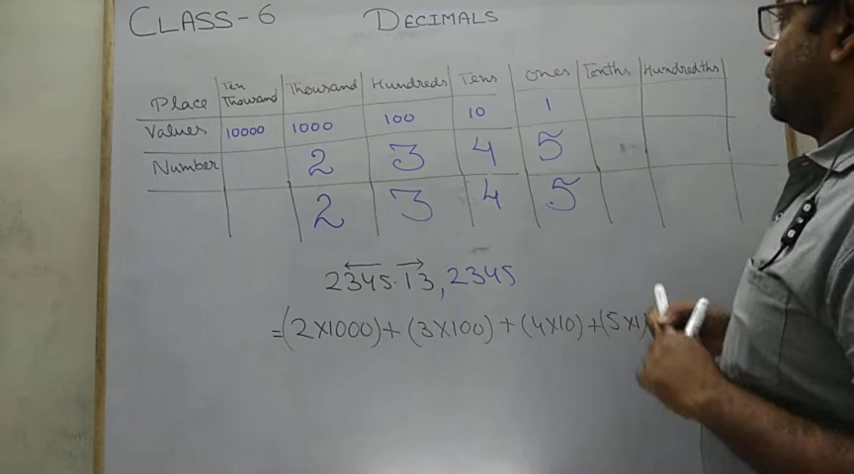 CLASS-6 DECIMALS
Place Ten Thousand Thousand Hundreds Tens Ones Tenths Hundredths
Values 10000 1000 100 10 1
Number 2 3 4 5
2 3 4 5
2345.13, 2345
=(2×1000)+(3×100)+(4×10)+(5×1)